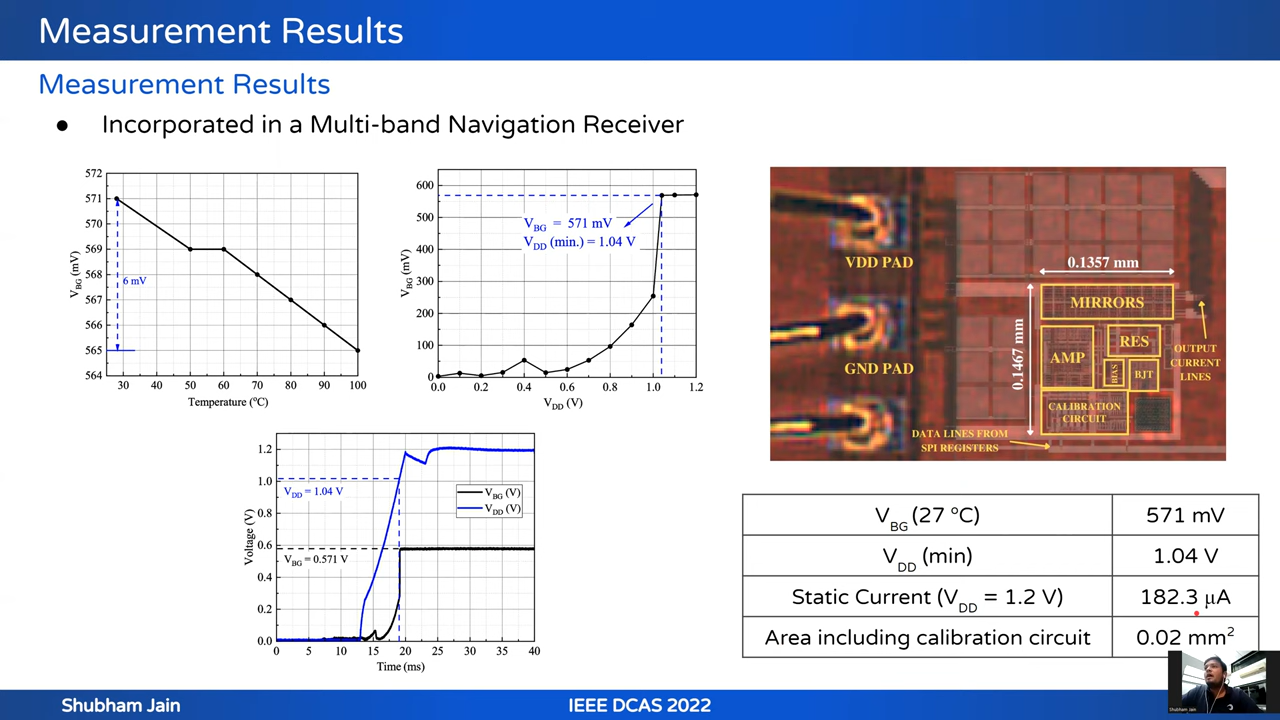 Measurement Results
Measurement Results
● Incorporated in a Multi-band Navigation Receiver
572
571
570
569
568
567
566
565
564
V_BG (mV)
6 mV
30 40 50 60 70 80 90 100
Temperature (°C)
600
500
400
300
200
100
0
V_BG (mV)
V_BG = 571 mV
V_DD (min.) = 1.04 V
0.0 0.2 0.4 0.6 0.8 1.0 1.2
V_DD (V)
1.2
1.0
0.8
0.6
0.4
0.2
0.0
Voltage (V)
V_DD = 1.04 V
V_BG = 0.571 V
V_BG (V)
V_DD (V)
0 5 10 15 20 25 30 35 40
Time (ms)
VDD PAD
GND PAD
0.1357 mm
0.1467 mm
MIRRORS
AMP
RES
BIAS
BJT
CALIBRATION
CIRCUIT
OUTPUT
CURRENT
LINES
DATA LINES FROM
SPI REGISTERS
V_BG (27 °C) 571 mV
V_DD (min) 1.04 V
Static Current (V_DD = 1.2 V) 182.3 µA
Area including calibration circuit 0.02 mm²
Shubham Jain
Shubham Jain IEEE DCAS 2022